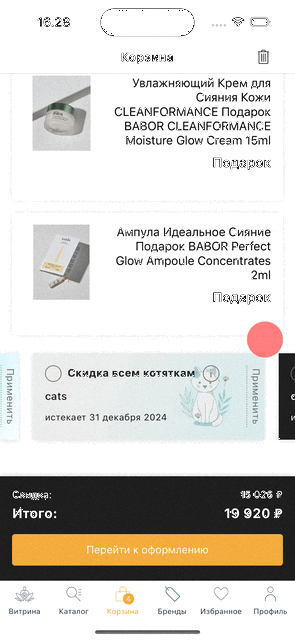 16.28
Корзина
Увлажняющий Крем для
Сияния Кожи
CLEANFORMANCE Подарок
BABOR CLEANFORMANCE
Moisture Glow Cream 15ml
Подарок
Ампула Идеальное Сияние
Подарок BABOR Perfect
Glow Ampoule Concentrates
2ml
Подарок
Применить
Скидка всем котяткам
cats
истекает 31 декабря 2024
Применить
Скидка:
15 026 ₽
Итого:
19 920 ₽
Перейти к оформлению
4
Витрина
Каталог
Корзина
Бренды
Избранное
Профиль